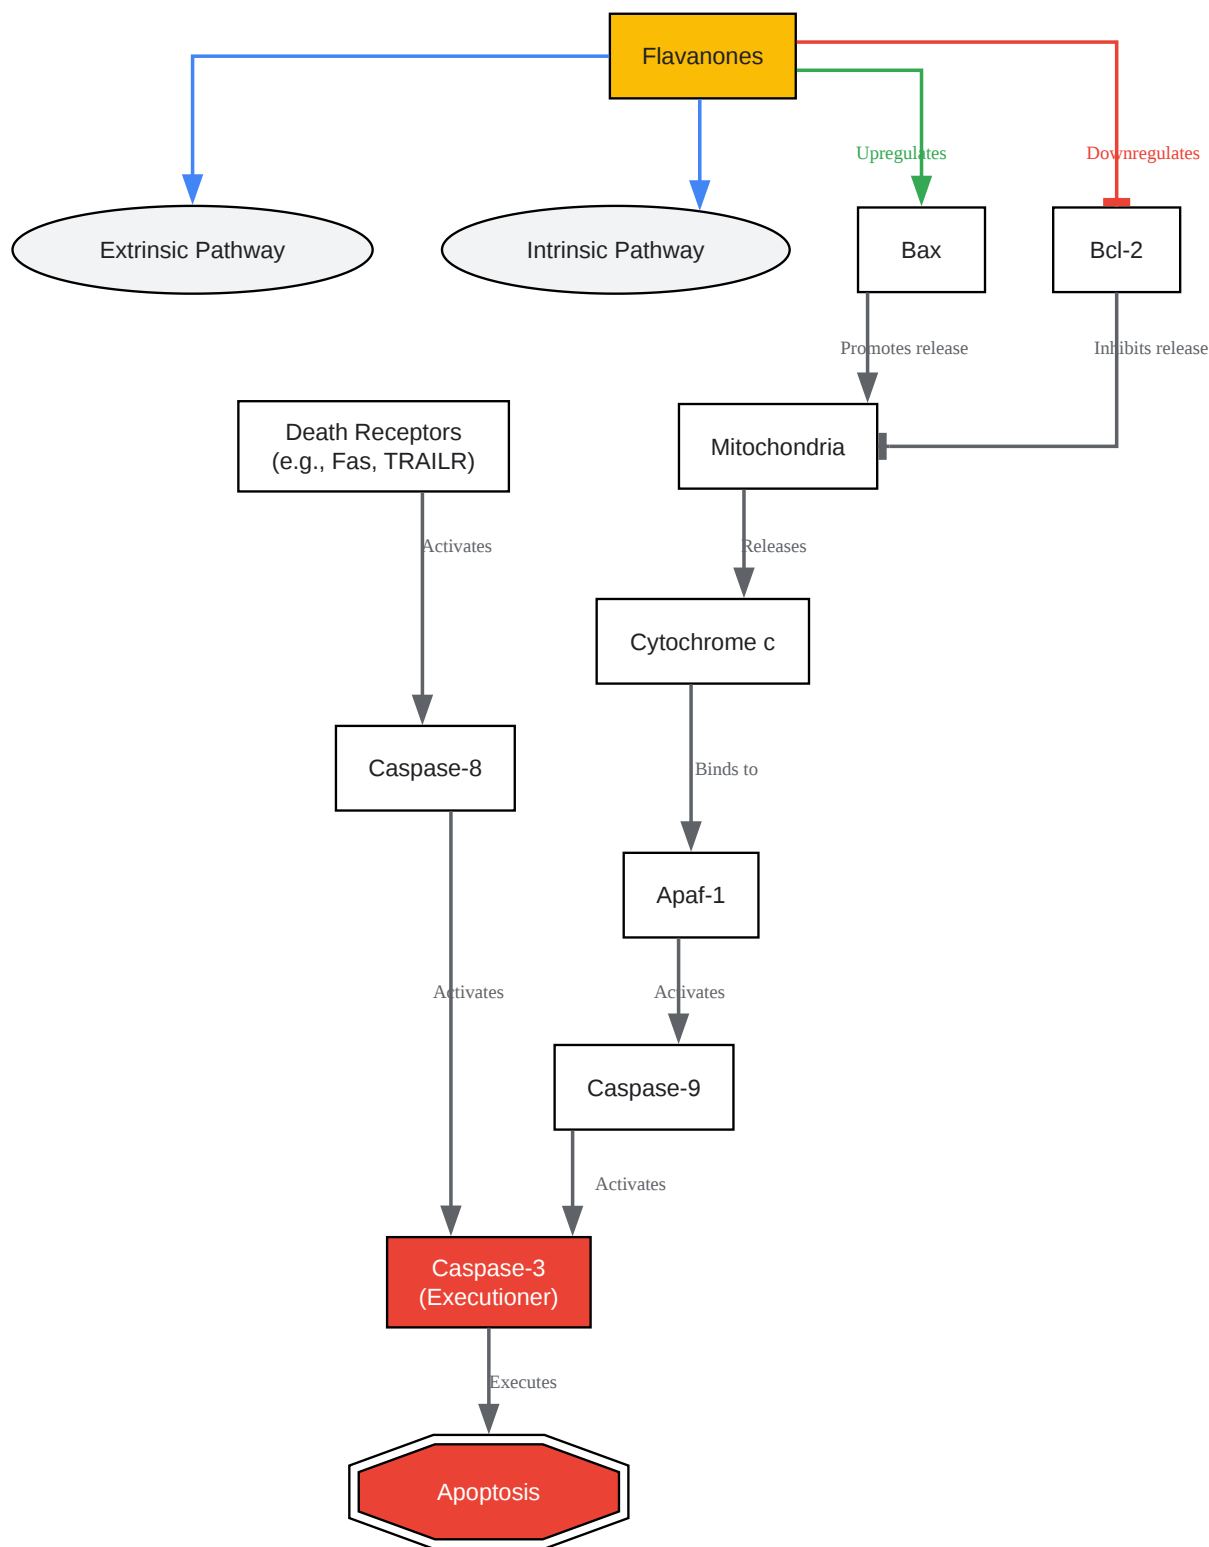 Flavanones
Upregulates
Downregulates
Extrinsic Pathway
Intrinsic Pathway
Bax
Bcl-2
Promotes release
Inhibits release
Death Receptors
(e.g., Fas, TRAILR)
Mitochondria
Activates
Releases
Cytochrome c
Caspase-8
Binds to
Apaf-1
Activates
Activates
Caspase-9
Activates
Caspase-3
(Executioner)
Executes
Apoptosis